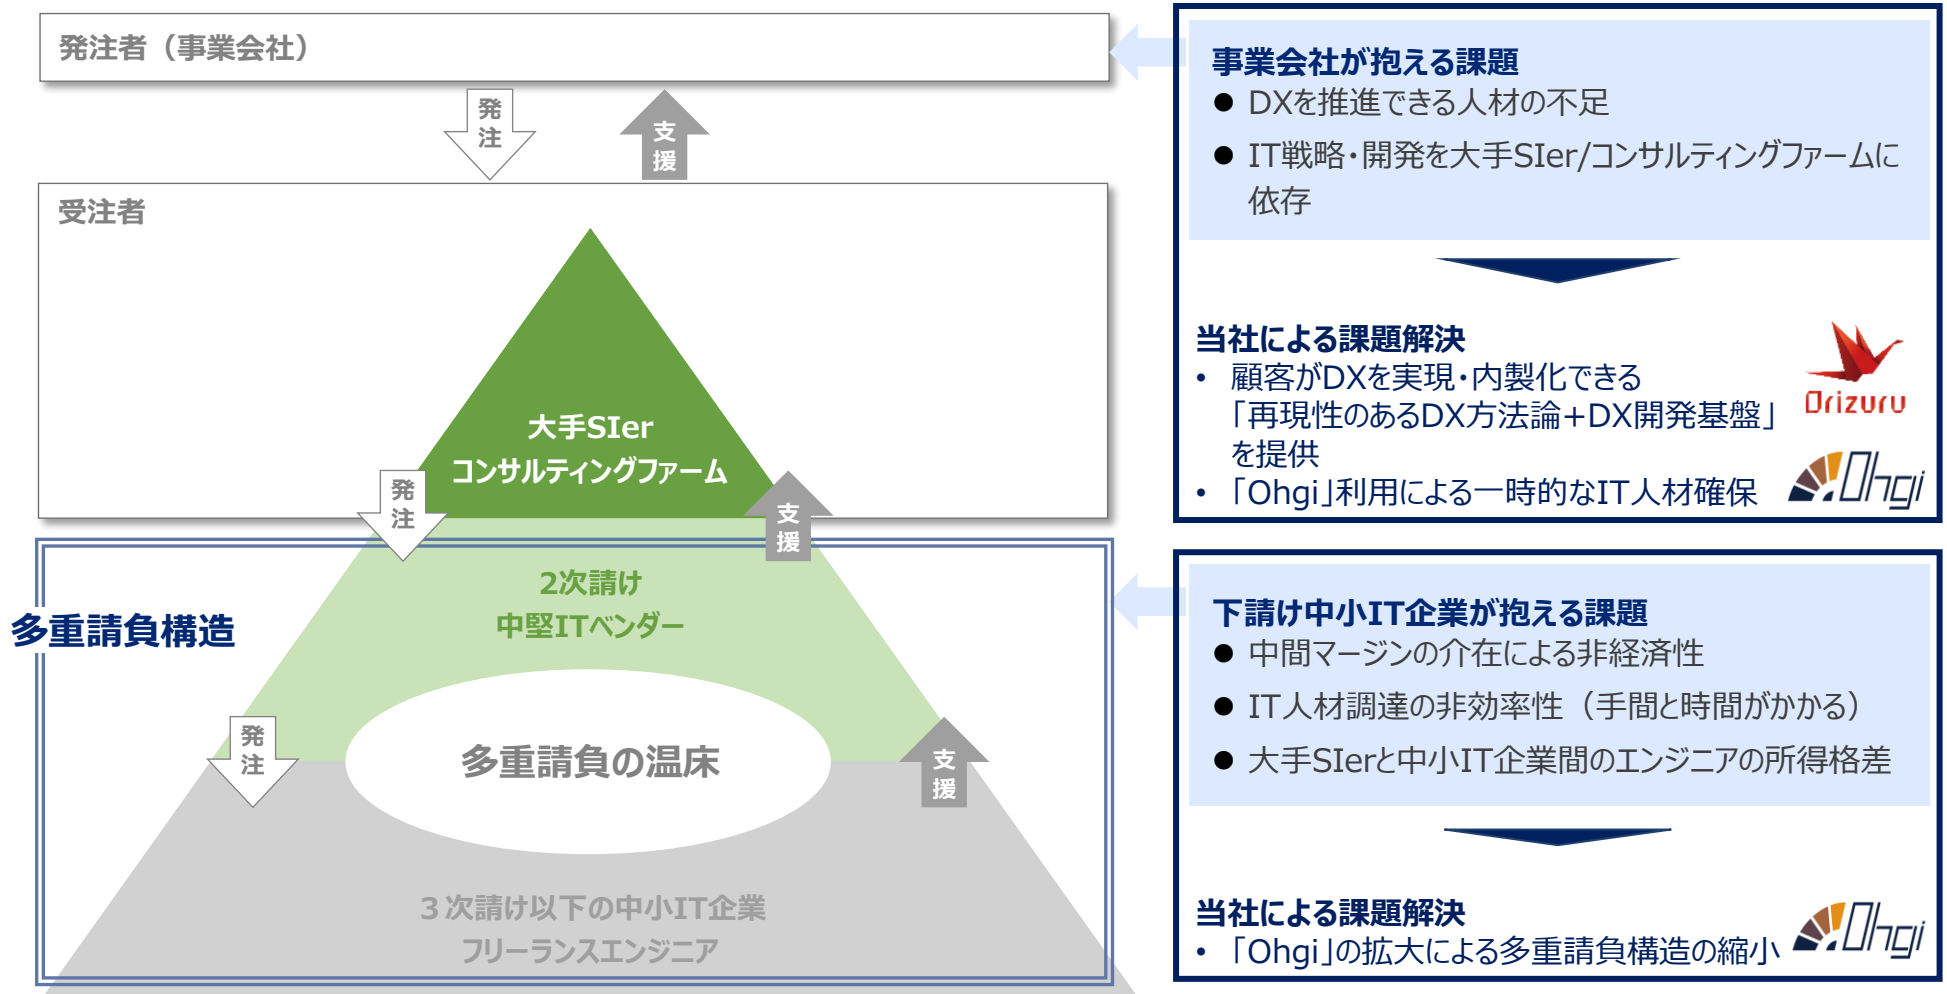 発注者（事業会社）
発注
支援
受注者
大手SIer
コンサルティングファーム
発注
支援
多重請負構造
2次請け
中堅ITベンダー
発注
多重請負の温床
支援
３次請け以下の中小IT企業
フリーランスエンジニア
事業会社が抱える課題
● DXを推進できる人材の不足
● IT戦略・開発を大手SIer/コンサルティングファームに
依存
当社による課題解決
• 顧客がDXを実現・内製化できる
「再現性のあるDX方法論+DX開発基盤」
を提供
• 「Ohgi」利用による一時的なIT人材確保
Orizuru
Ohgi
下請け中小IT企業が抱える課題
● 中間マージンの介在による非経済性
● IT人材調達の非効率性（手間と時間がかかる）
● 大手SIerと中小IT企業間のエンジニアの所得格差
当社による課題解決
• 「Ohgi」の拡大による多重請負構造の縮小
Ohgi